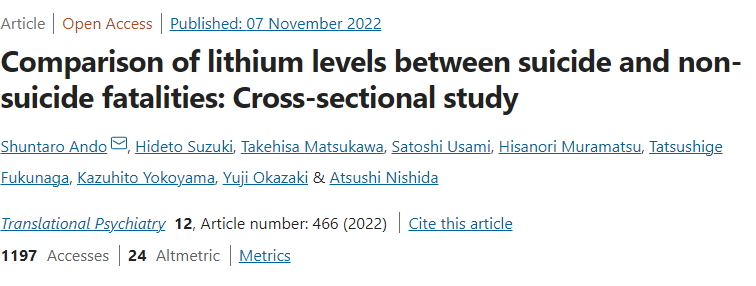 Article | Open Access | Published: 07 November 2022
Comparison of lithium levels between suicide and non-
suicide fatalities: Cross-sectional study
Shuntaro Ando, Hideto Suzuki, Takehisa Matsukawa, Satoshi Usami, Hisanori Muramatsu, Tatsushige
Fukunaga, Kazuhito Yokoyama, Yuji Okazaki & Atsushi Nishida
Translational Psychiatry 12, Article number: 466 (2022) | Cite this article
1197 Accesses | 24 Altmetric | Metrics